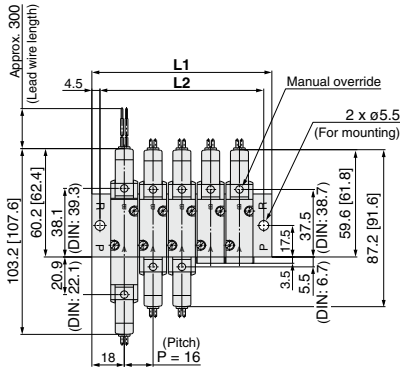 L1
L2
4.5
Approx. 300
(Lead wire length)
Manual override
2 x ø5.5
(For mounting)
103.2 [107.6]
60.2 [62.4]
38.1
(DIN: 39.3)
20.9
(DIN: 22.1)
R
P
B
A
B
A
R
P
17.5
37.5
(DIN: 38.7)
59.6 [61.8]
87.2 [91.6]
3.5
5.5
(DIN: 6.7)
18
(Pitch)
P = 16